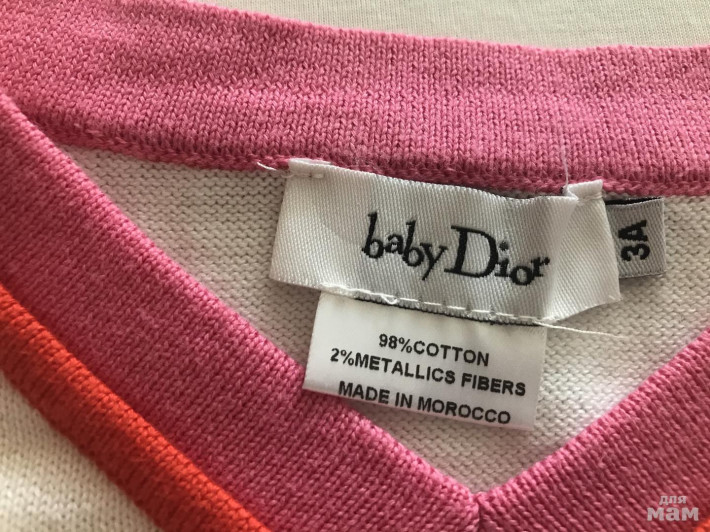 baby Dior
3A
98%COTTON
2%METALLICS FIBERS
MADE IN MOROCCO
для
мам